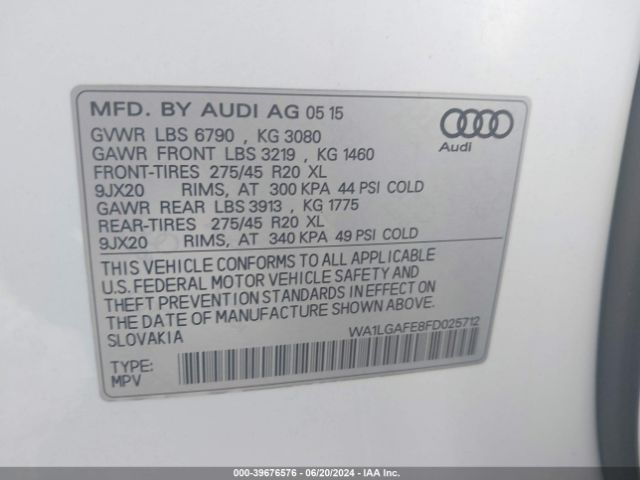 MFD. BY AUDI AG 05 15
GVWR LBS 6790 , KG 3080
GAWR FRONT LBS 3219 , KG 1460
FRONT-TIRES 275/45 R20 XL
9JX20 RIMS, AT 300 KPA 44 PSI COLD
GAWR REAR LBS 3913 , KG 1775
REAR-TIRES 275/45 R20 XL
9JX20 RIMS, AT 340 KPA 49 PSI COLD
Audi
THIS VEHICLE CONFORMS TO ALL APPLICABLE
U.S. FEDERAL MOTOR VEHICLE SAFETY AND
THEFT PREVENTION STANDARDS IN EFFECT ON
THE DATE OF MANUFACTURE SHOWN ABOVE.
SLOVAKIA
WA1LGAFE8FD025712
TYPE:
MPV
00020-39676576 | 06/20/2024 | IAA Inc.